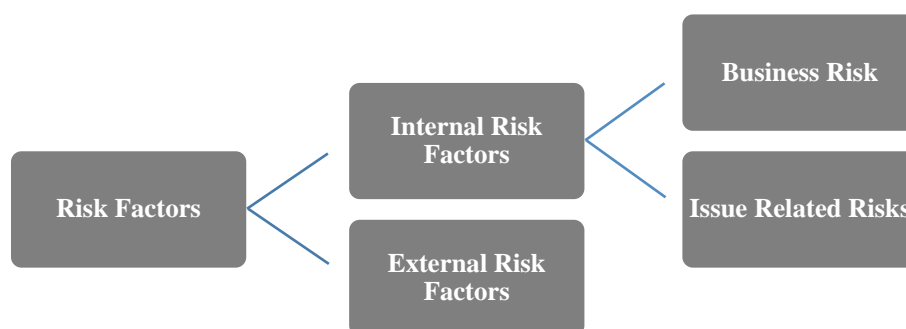 Risk Factors
Internal Risk
Factors
External Risk
Factors
Business Risk
Issue Related Risks